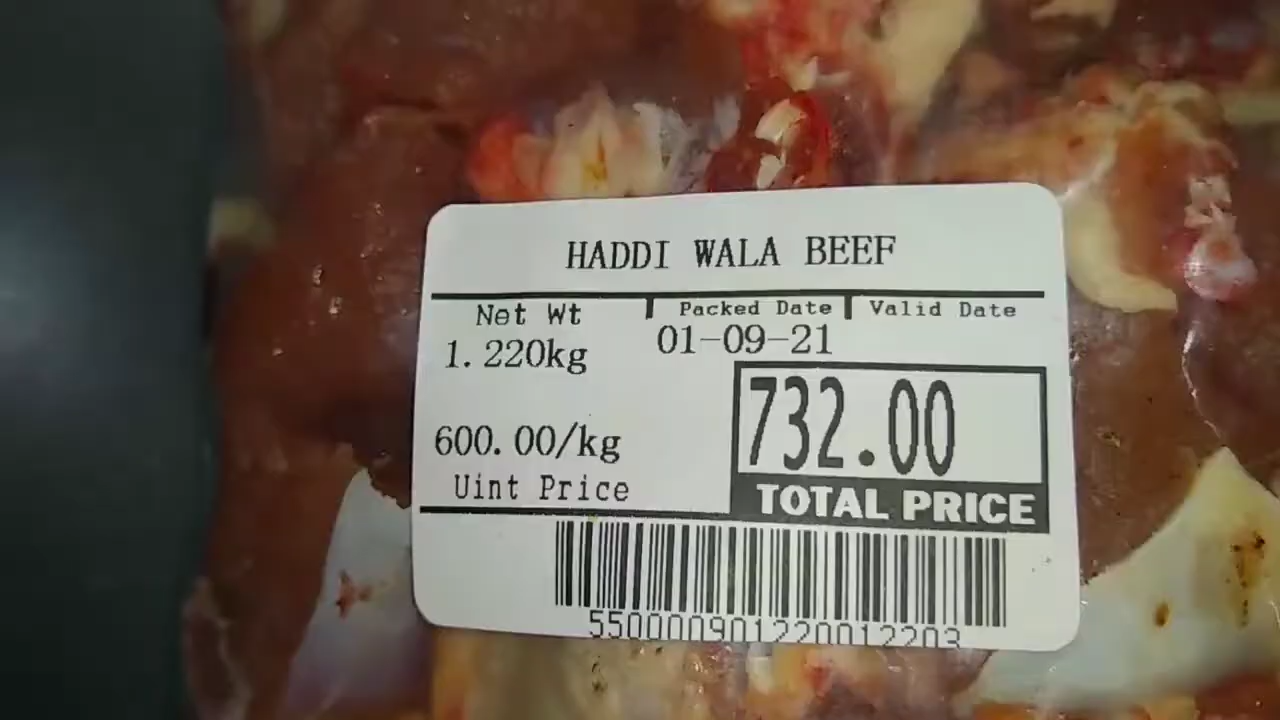 HADDI WALA BEEF
Net Wt Packed Date Valid Date
1.220kg 01-09-21
732.00
600.00/kg
Uint Price
TOTAL PRICE
550000901220012203